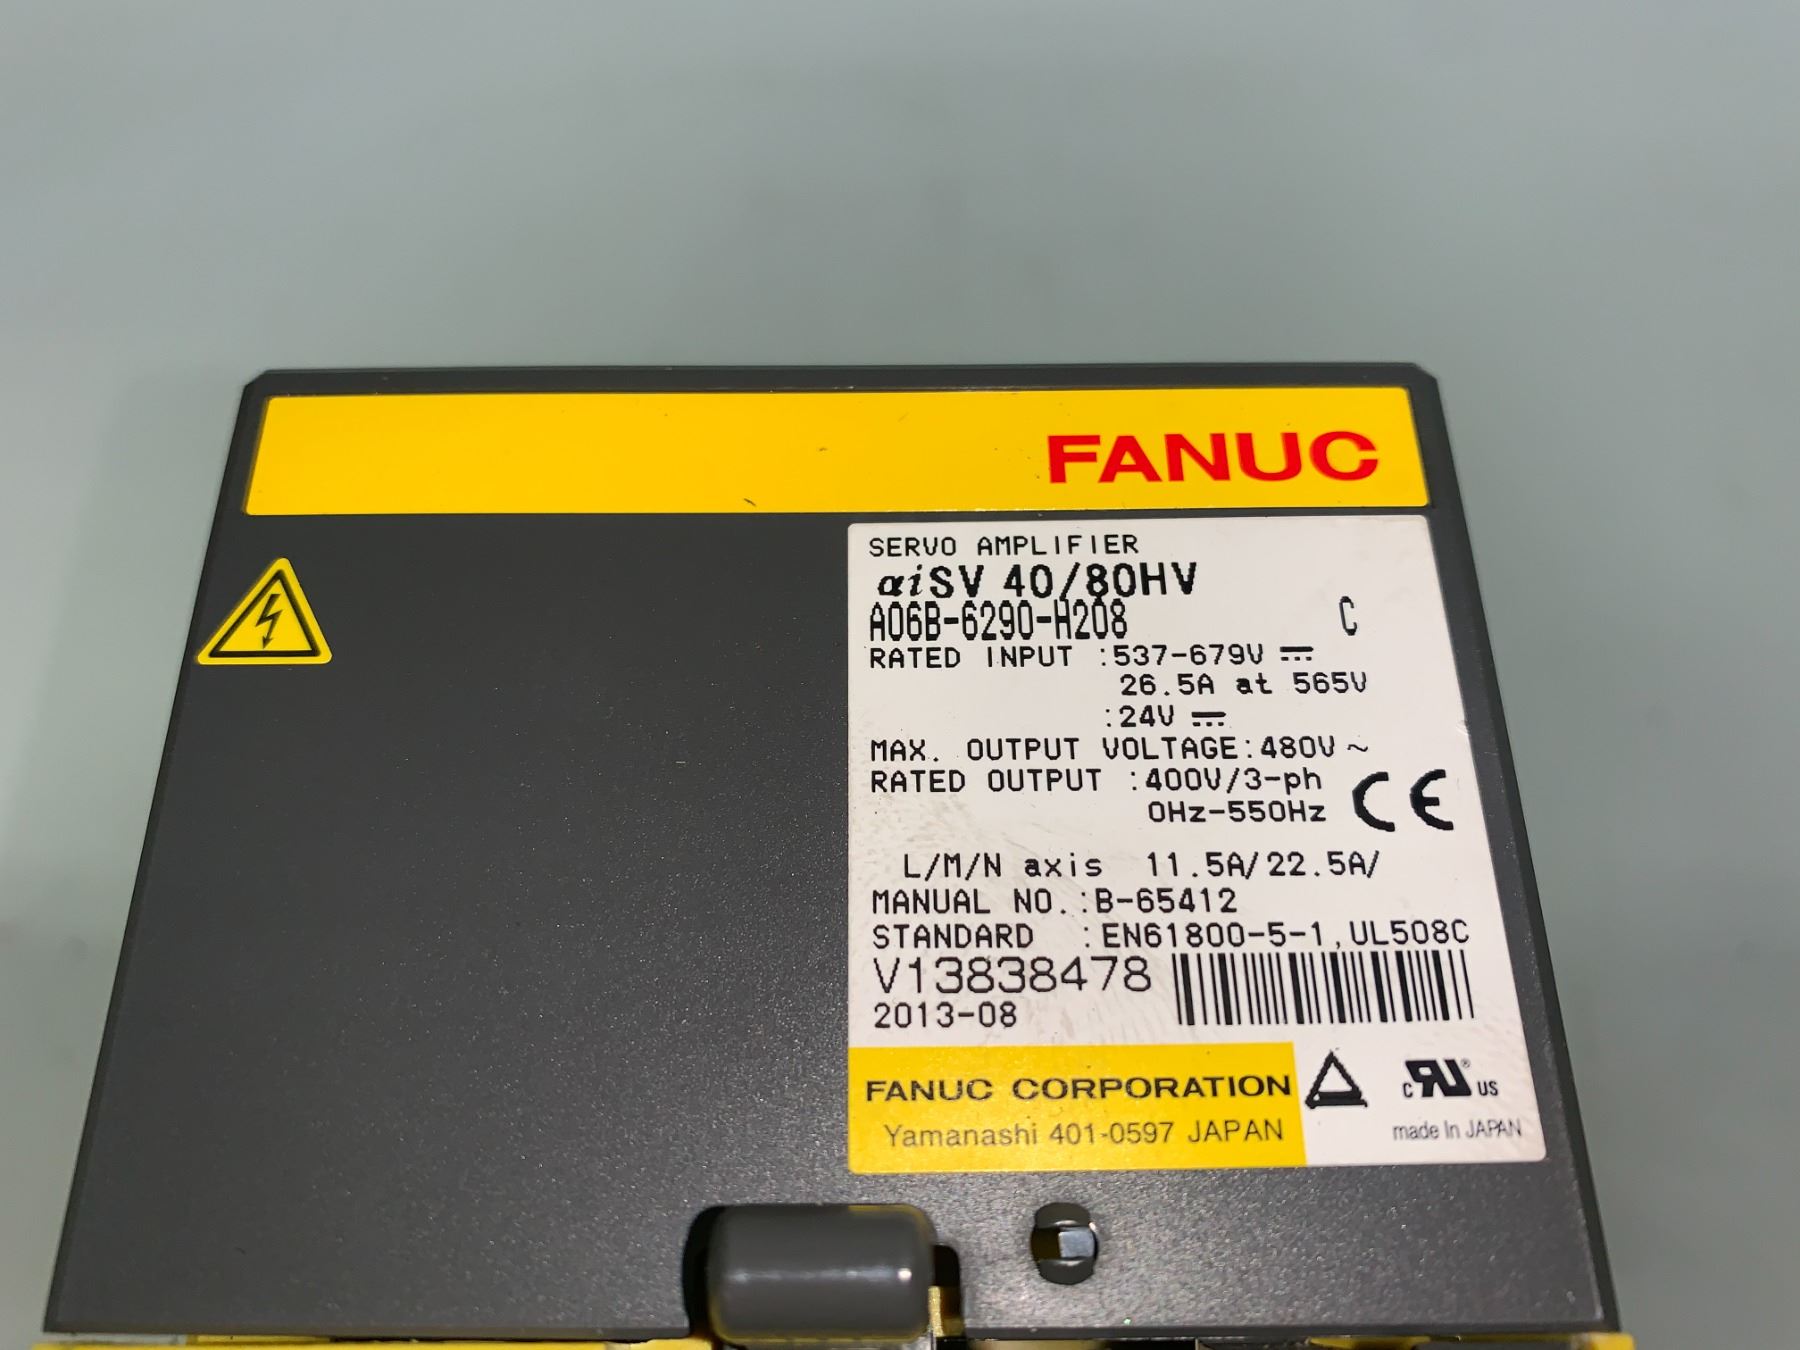 FANUC
SERVO AMPLIFIER
αiSV 40/80HV
A06B-6290-H208 C
RATED INPUT :537-679V ⎓
26.5A at 565V
:24V ⎓
MAX. OUTPUT VOLTAGE:480V ~
RATED OUTPUT :400V/3-ph
0Hz-550Hz CE
L/M/N axis 11.5A/22.5A/
MANUAL NO.:B-65412
STANDARD :EN61800-5-1,UL508C
V13838478
2013-08
FANUC CORPORATION
Yamanashi 401-0597 JAPAN
c RU ® US
made in JAPAN